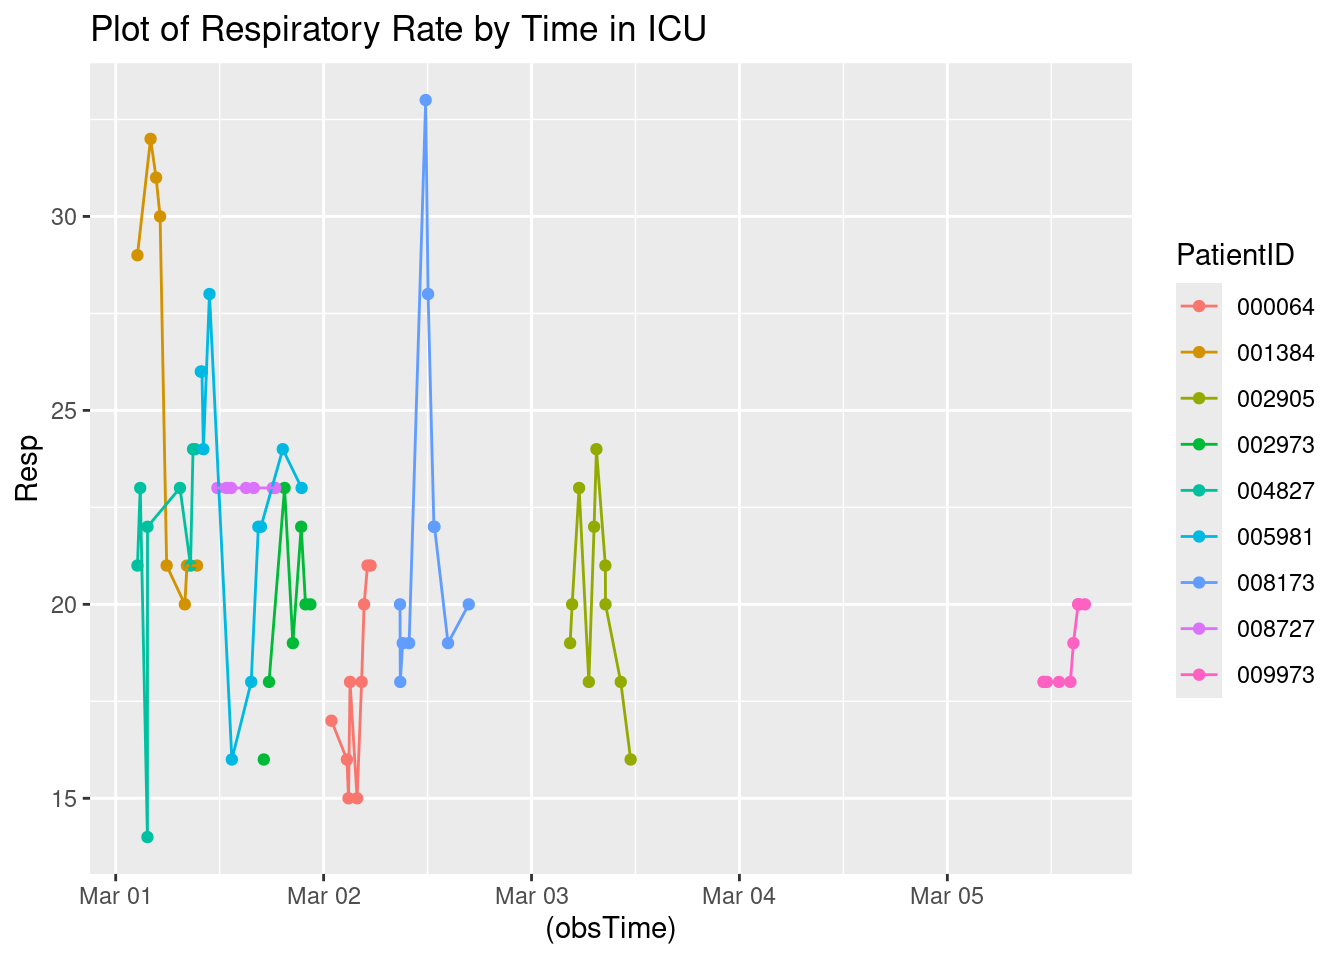 Plot of Respiratory Rate by Time in ICU
Resp
30
25
20
15
Mar 01 Mar 02 Mar 03 Mar 04 Mar 05
(obsTime)
PatientID
000064
001384
002905
002973
004827
005981
008173
008727
009973